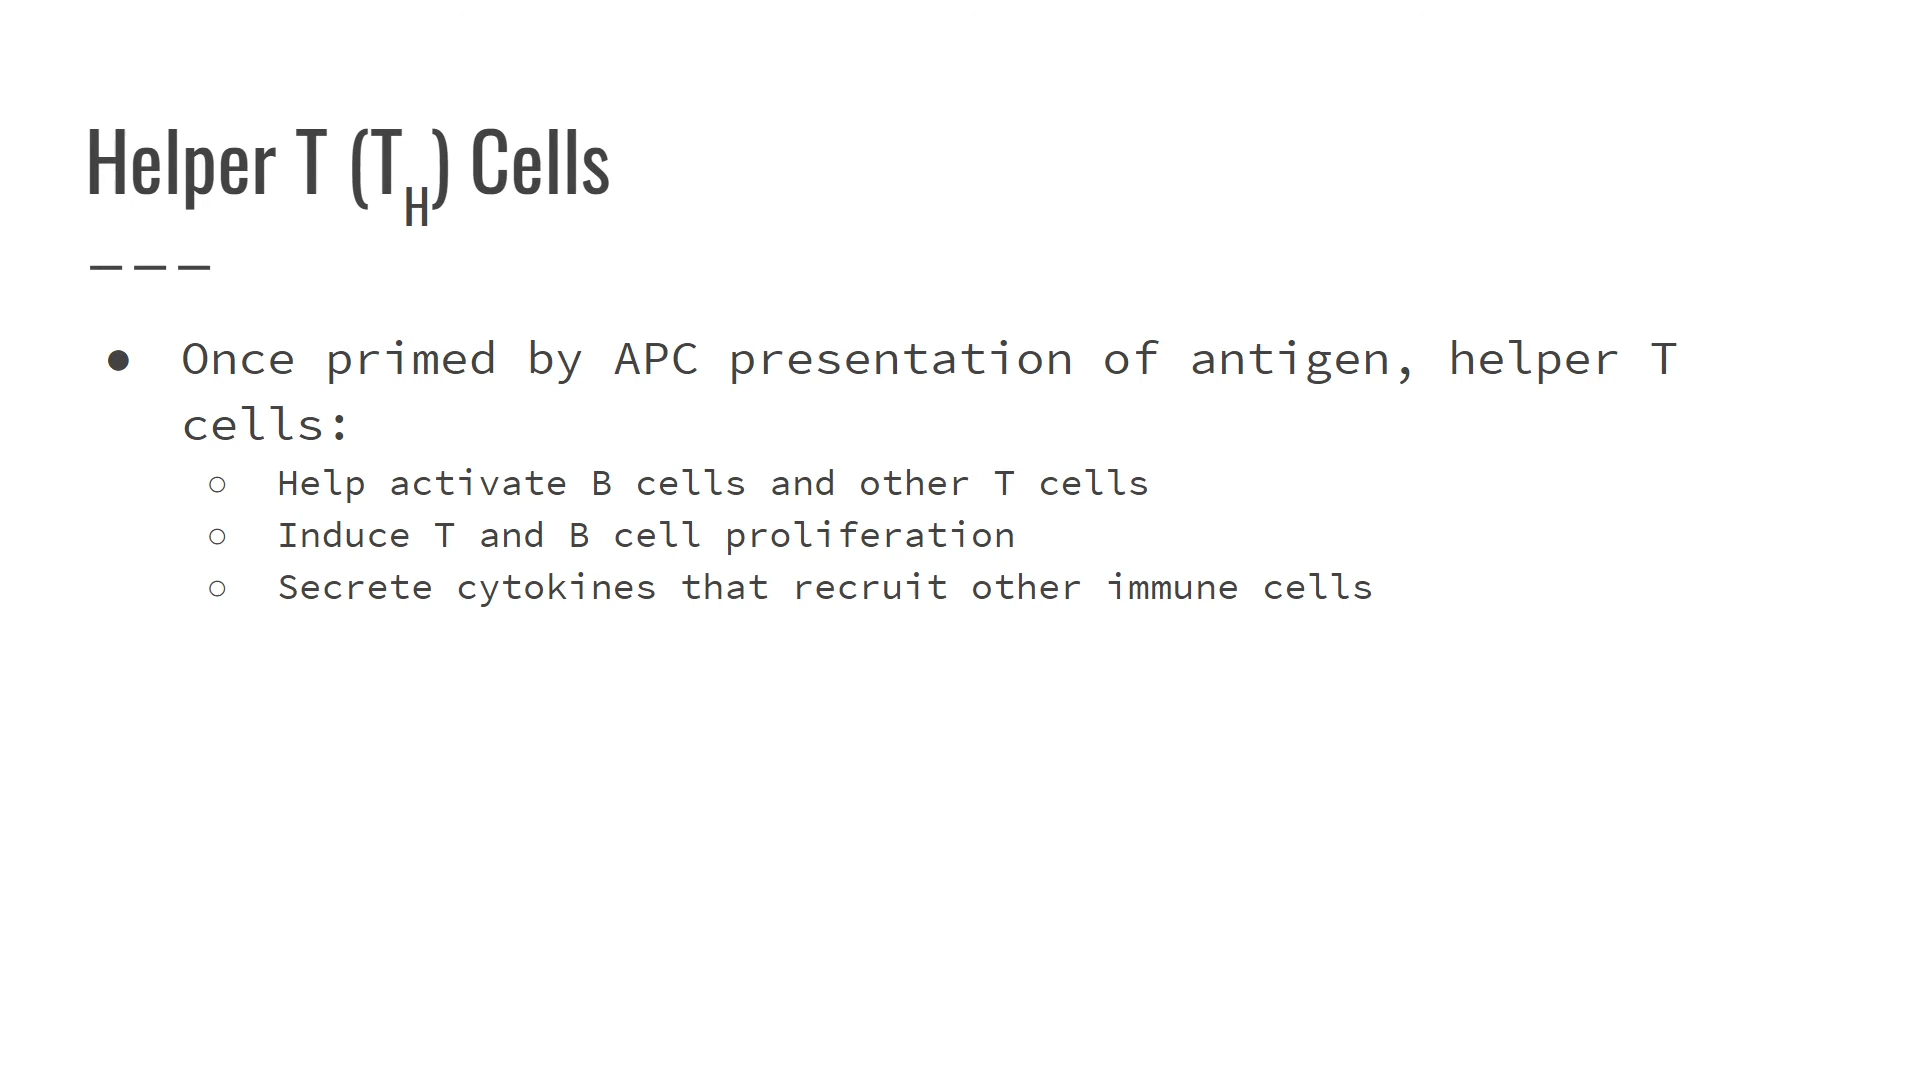 Helper T (TH) Cells
● Once primed by APC presentation of antigen, helper T
cells:
○ Help activate B cells and other T cells
○ Induce T and B cell proliferation
○ Secrete cytokines that recruit other immune cells